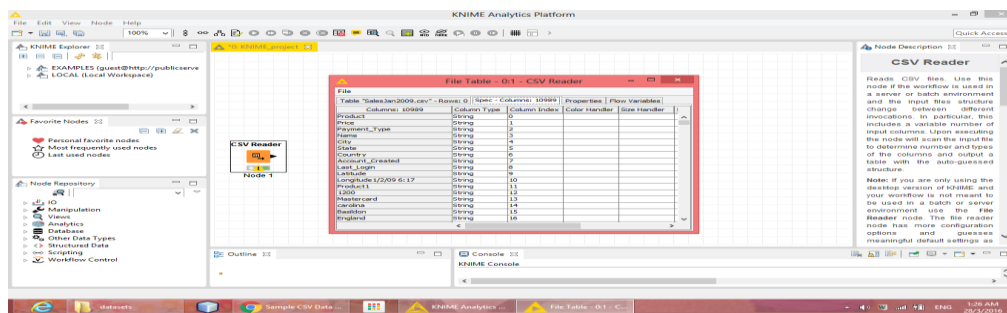 KNIME Analytics Platform
File Edit View Node Help
100%
Quick Access
KNIME Explorer
EXAMPLES (guest@http://publicserve
LOCAL (Local Workspace)
Favorite Nodes
Personal favorite nodes
Most frequently used nodes
Last used nodes
Node Repository
IO
Manipulation
Views
Analytics
Database
Other Data Types
Structured Data
Scripting
Workflow Control
*0: KNIME_project
CSV Reader
Node 1
File Table - 0:1 - CSV Reader
File
Table "SalesJan2009.csv" - Rows: 0 Spec - Columns: 10989 Properties Flow Variables
Columns: 10989 Column Type Column Index Color Handler Size Handler
Product String 0
Price String 1
Payment_Type String 2
Name String 3
City String 4
State String 5
Country String 6
Account_Created String 7
Last_Login String 8
Latitude String 9
Longitude1/2/09 6:17 String 10
Product1 String 11
1200 String 12
Mastercard String 13
carolina String 14
Basildon String 15
England String 16
Outline
Console
KNIME Console
Node Description
CSV Reader
Reads CSV files. Use this
node if the workflow is used in
a server or batch environment
and the input files structure
change between different
invocations. In particular, this
includes a variable number of
input columns. Upon executing
the node will scan the input file
to determine number and types
of the columns and output a
table with the auto-guessed
structure.
Note: If you are only using the
desktop version of KNIME and
your workflow is not meant to
be used in a batch or server
environment use the File
Reader node. The file reader
node has more configuration
options and guesses
meaningful default settings as
datasets
Sample CSV Data ...
KNIME Analytics ...
File Table - 0:1 - C...
ENG
1:26 AM
28/3/2016